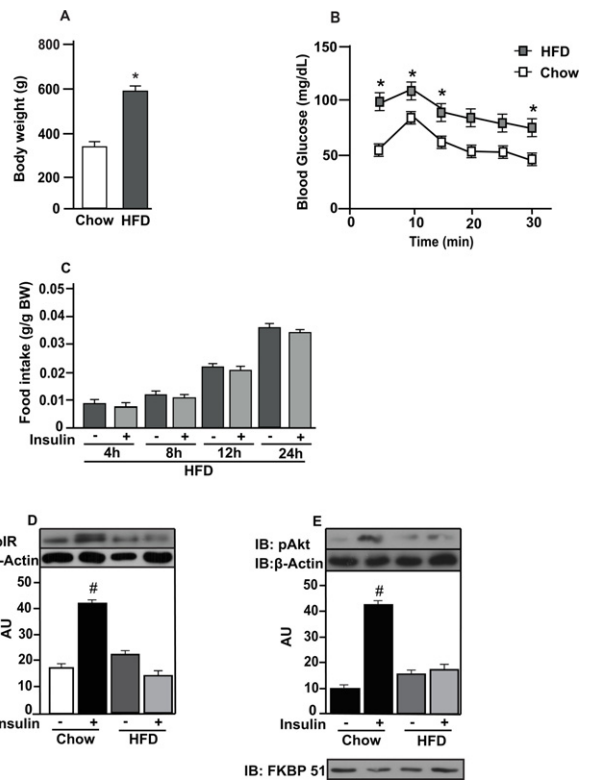 A
Body weight (g)
800
600
400
200
0
*
Chow HFD
B
Blood Glucose (mg/dL)
150
100
50
0
* * * *
HFD
Chow
0 10 20 30
Time (min)
C
Food intake (g/g BW)
0.05
0.04
0.03
0.02
0.01
0
Insulin - + - + - + - +
4h 8h 12h 24h
HFD
D
pIR
-Actin
AU
50
40
30
20
10
0
#
nsulin - + - +
Chow HFD
E
IB: pAkt
IB:β-Actin
AU
50
40
30
20
10
0
#
Insulin - + - +
Chow HFD
IB: FKBP 51